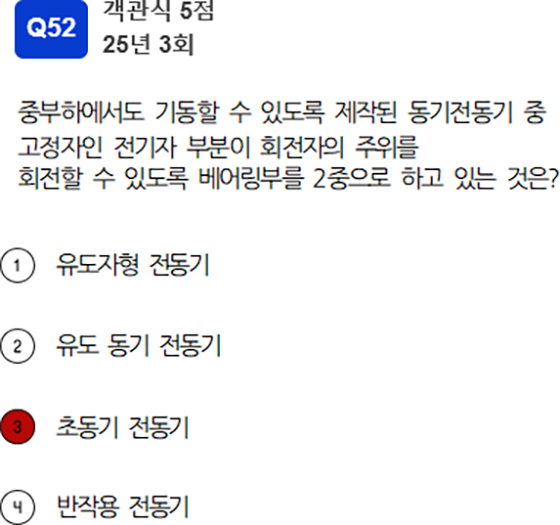 Q52
객관식 5점
25년 3회
중부하에서도 기동할 수 있도록 제작된 동기전동기 중
고정자인 전기자 부분이 회전자의 주위를
회전할 수 있도록 베어링부를 2중으로 하고 있는 것은?
1 유도자형 전동기
2 유도 동기 전동기
3 초동기 전동기
4 반작용 전동기